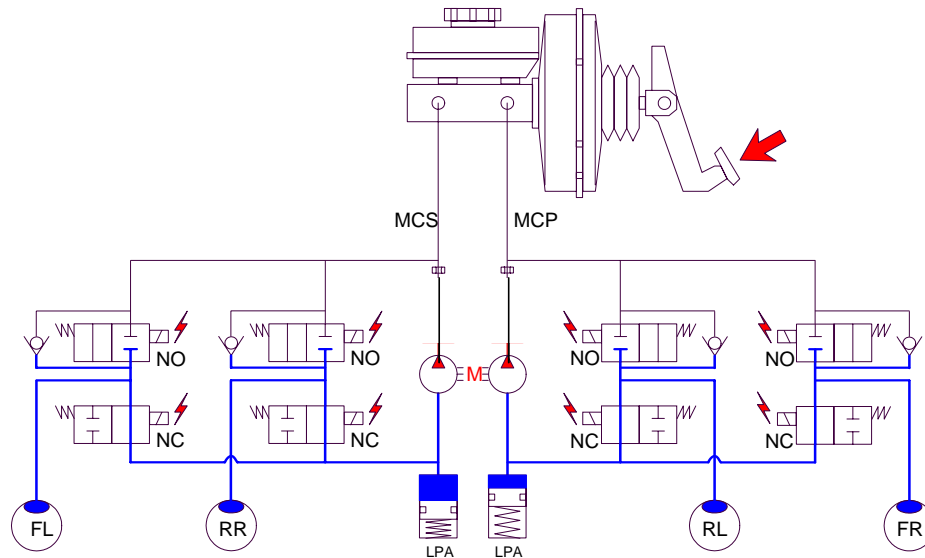 MCS MCP
NO NO NO NO
M
NC NC NC NC
FL RR RL FR
LPA LPA